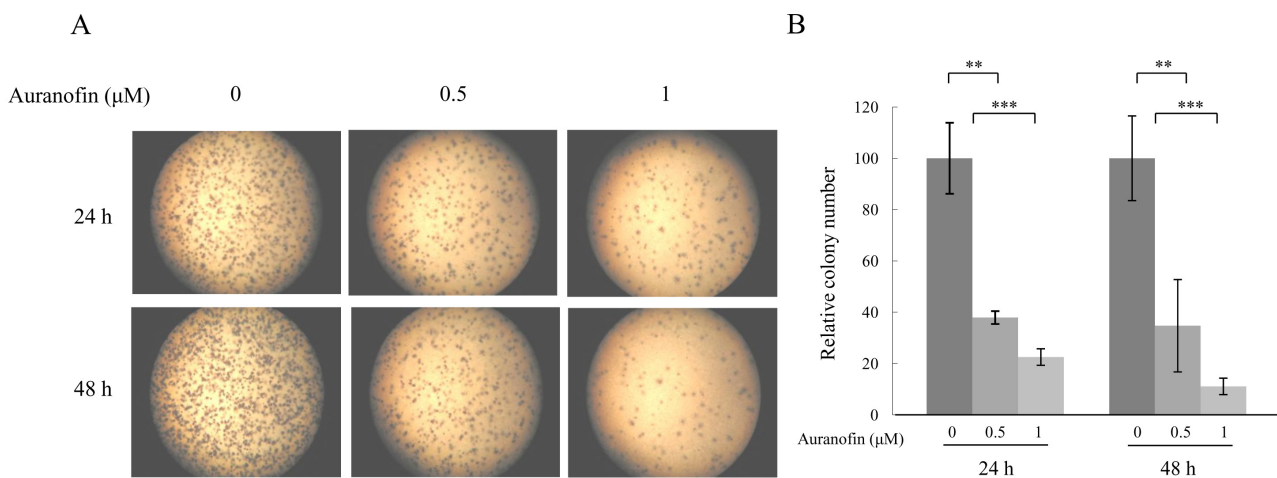 A
Auranofin (μM) 0 0.5 1
24 h
48 h
B
** **
*** ***
120
100
80
60
40
20
0
Relative colony number
Auranofin (μM) 0 0.5 1 0 0.5 1
24 h 48 h